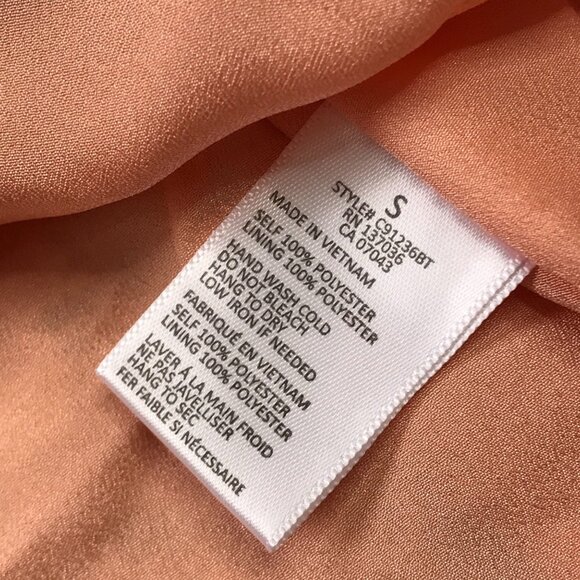 S
STYLE# C91236BT
RN 137036
CA 07043
MADE IN VIETNAM
SELF 100% POLYESTER
LINING 100% POLYESTER
HAND WASH COLD
DO NOT BLEACH
HANG TO DRY
LOW IRON IF NEEDED
FABRIQUE EN VIETNAM
SELF 100% POLYESTER
LINING 100% POLYESTER
LAVER À LA MAIN FROID
NE PAS JAVELLISER
HANG TO SEC
FER FAIBLE SI NÉCESSAIRE